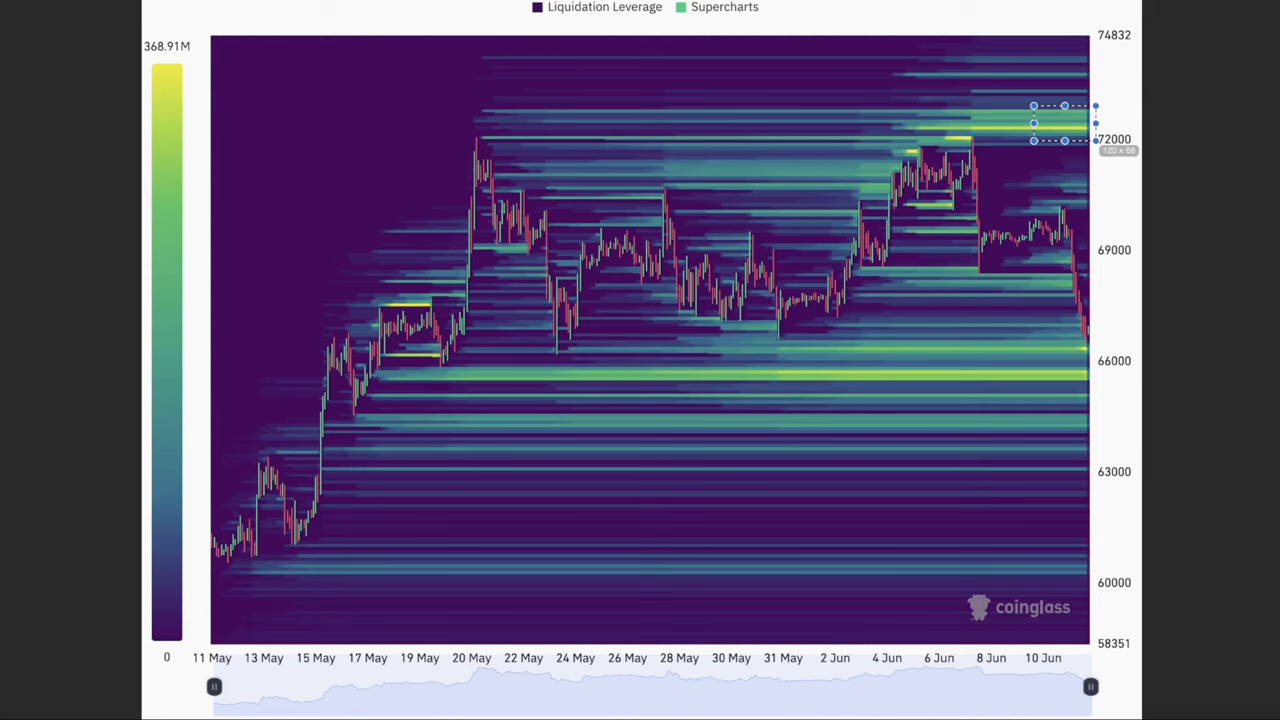 Liquidation Leverage Supercharts
368.91M
74832
72000
120 x 68
69000
66000
63000
60000
coinglass
58351
0
11 May 13 May 15 May 17 May 19 May 20 May 22 May 24 May 26 May 28 May 30 May 31 May 2 Jun 4 Jun 6 Jun 8 Jun 10 Jun